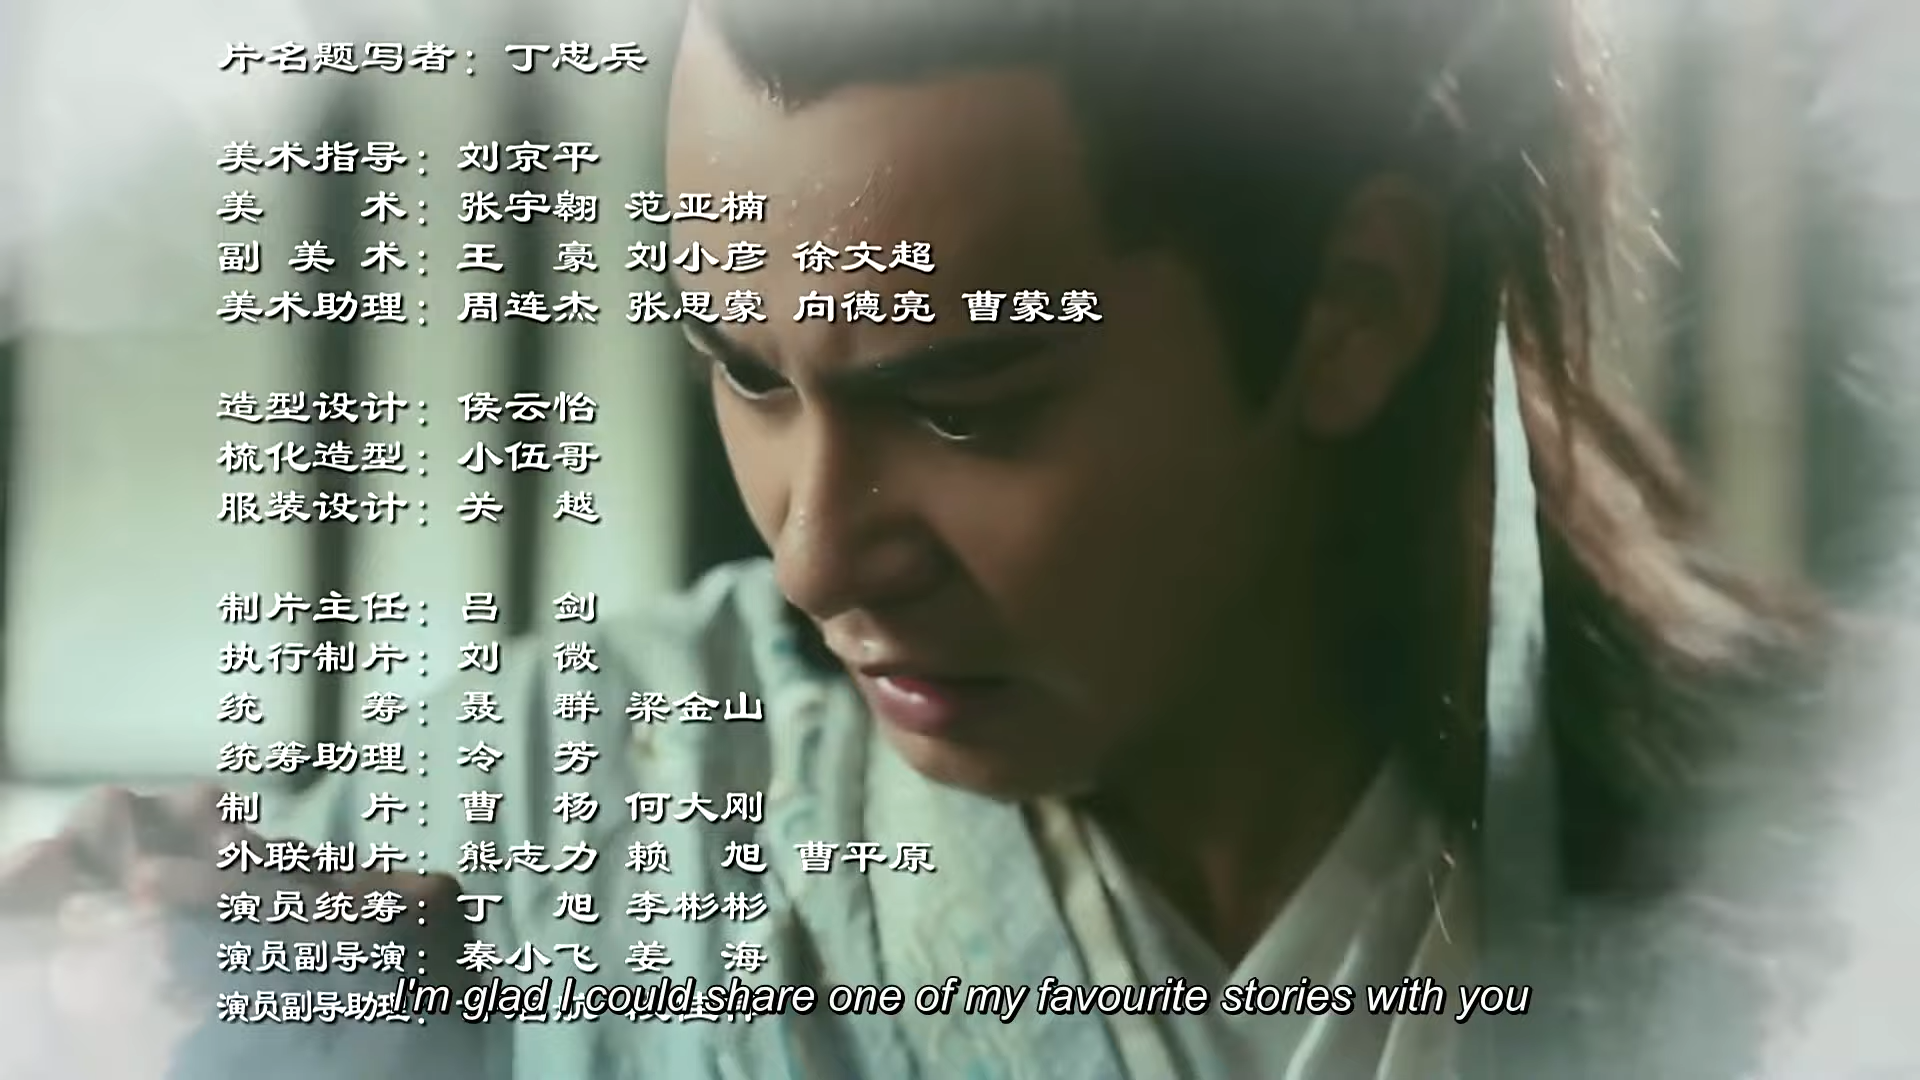 片名题写者：丁忠兵
美术指导：刘京平
美术：张宇翱 范亚楠
副美术：王豪 刘小彦 徐文超
美术助理：周连杰 张思蒙 向德亮 曹蒙蒙
造型设计：侯云怡
梳化造型：小伍哥
服装设计：关越
制片主任：吕剑
执行制片：刘微
统筹：聂群 梁金山
统筹助理：冷芳
制片：曹杨 何大刚
外联制片：熊志力 赖旭 曹平原
演员统筹：丁旭 李彬彬
演员副导演：秦小飞 姜海
演员副导助理：
I'm glad I could share one of my favourite stories with you